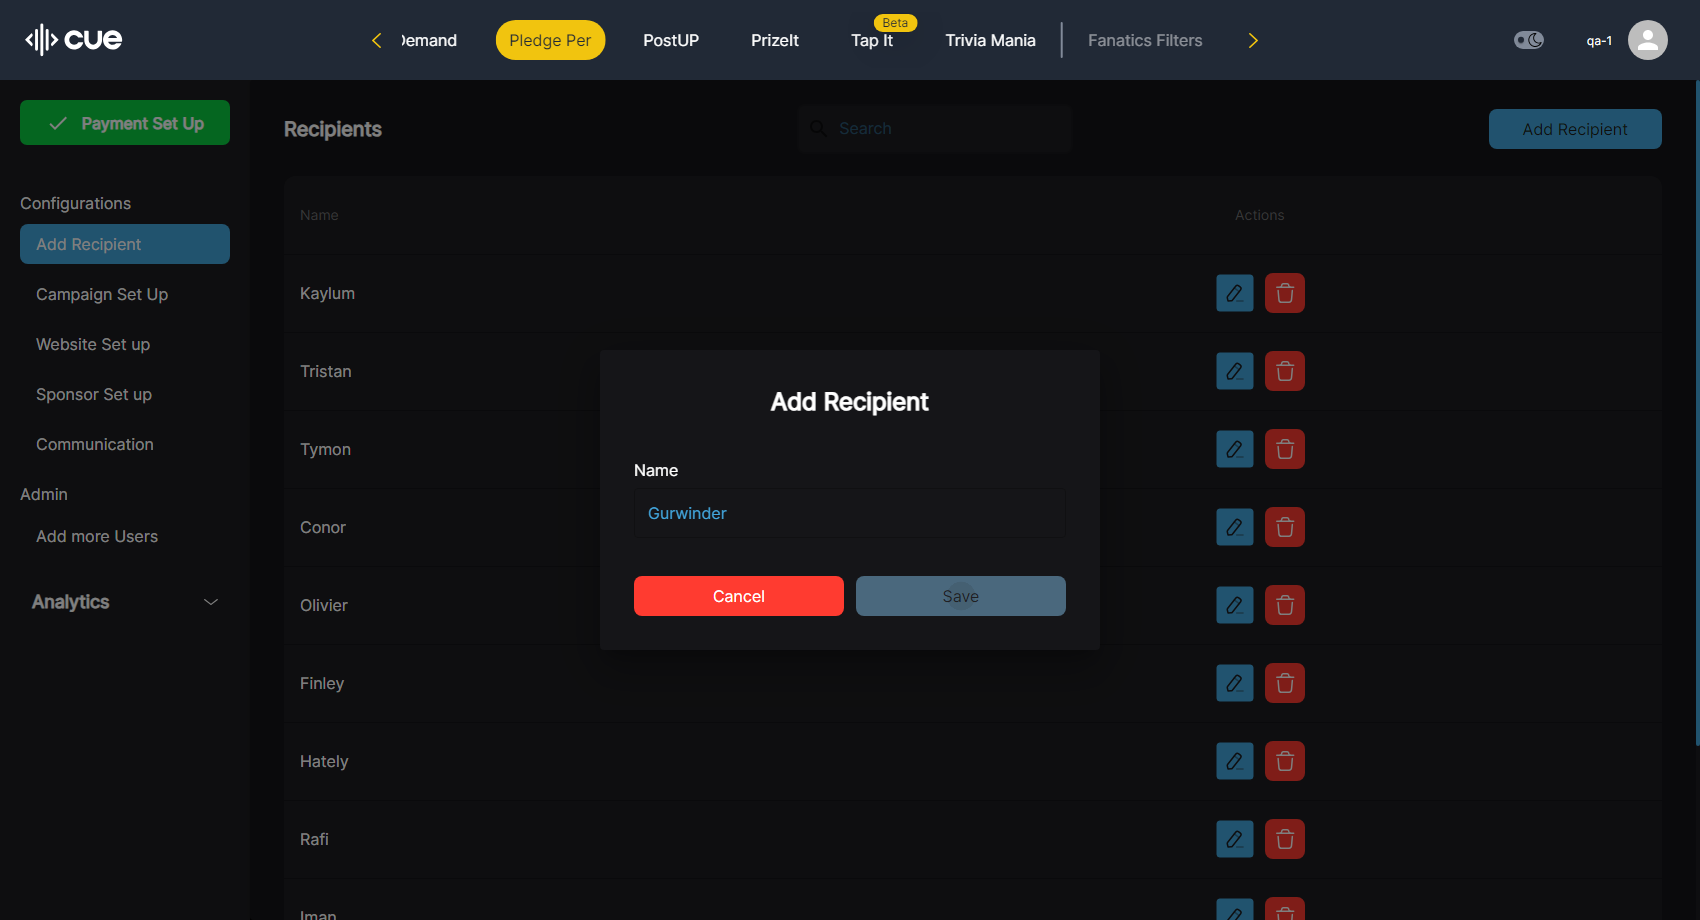 cue
Demand
Pledge Per
PostUP
PrizeIt
Tap It
Beta
Trivia Mania
Fanatics Filters
qa-1
Payment Set Up
Configurations
Add Recipient
Campaign Set Up
Website Set up
Sponsor Set up
Communication
Admin
Add more Users
Analytics
Recipients
Search
Add Recipient
Name
Actions
Kaylum
Tristan
Tymon
Conor
Olivier
Finley
Hately
Rafi
Iman
Add Recipient
Name
Gurwinder
Cancel
Save